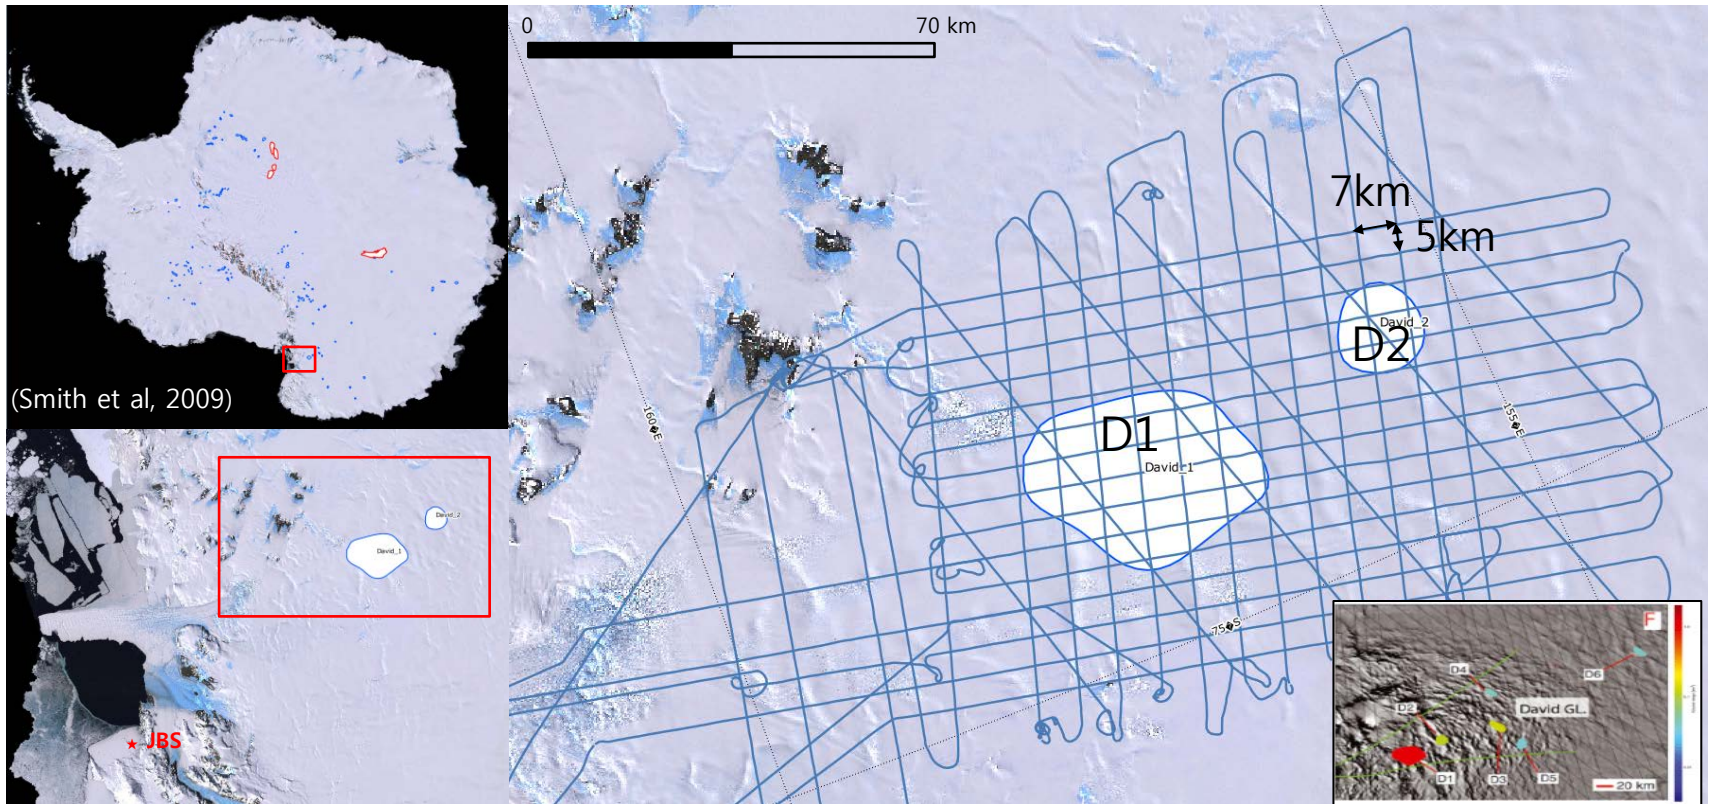 (Smith et al, 2009)
David_2
David_1
JBS
0
70 km
7km
5km
David_2
D2
D1
David_1
160�E
155�E
75�S
F
D4
D6
D2
David GL.
D1
D3
D5
20 km